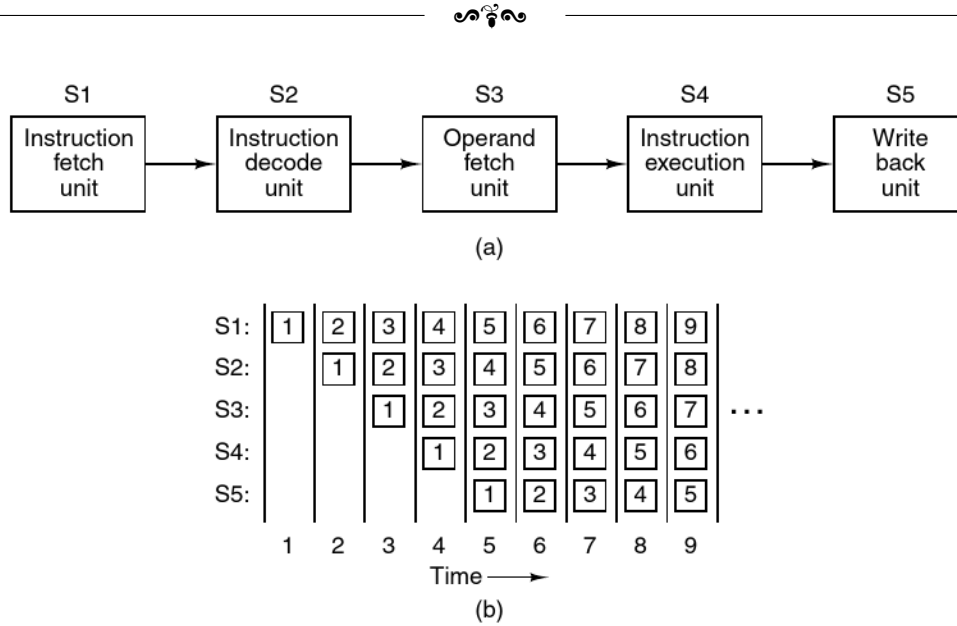 S1 S2 S3 S4 S5
Instruction Instruction Operand Instruction Write
fetch decode fetch execution back
unit unit unit unit unit
(a)
S1: 1 2 3 4 5 6 7 8 9
S2: 1 2 3 4 5 6 7 8
S3: 1 2 3 4 5 6 7 ...
S4: 1 2 3 4 5 6
S5: 1 2 3 4 5
1 2 3 4 5 6 7 8 9
Time
(b)